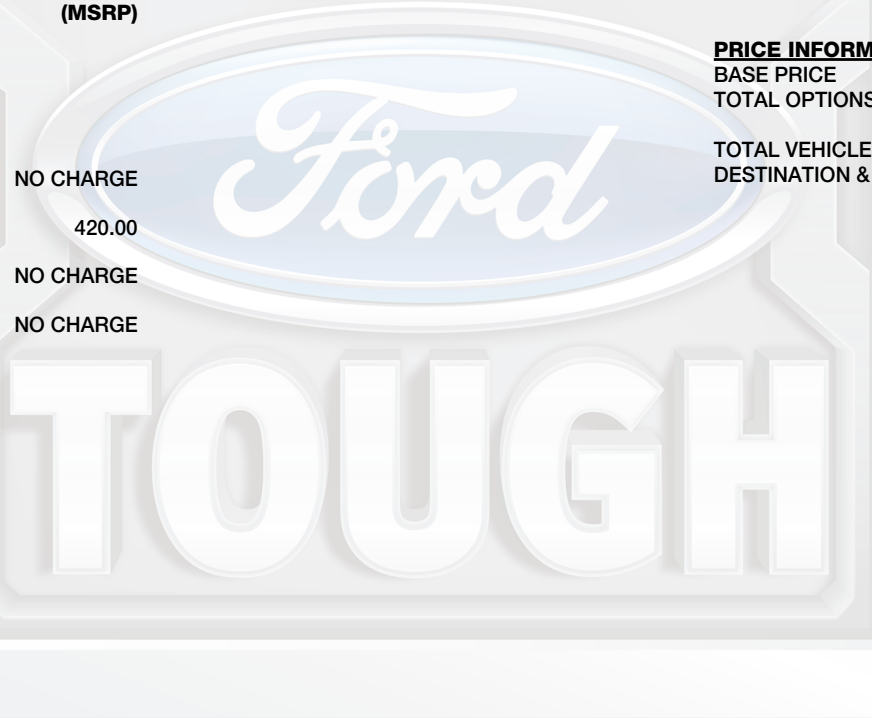 (MSRP)
NO CHARGE
420.00
NO CHARGE
NO CHARGE
PRICE INFORM
BASE PRICE
TOTAL OPTIONS
TOTAL VEHICLE
DESTINATION &
Ford
TOUGH